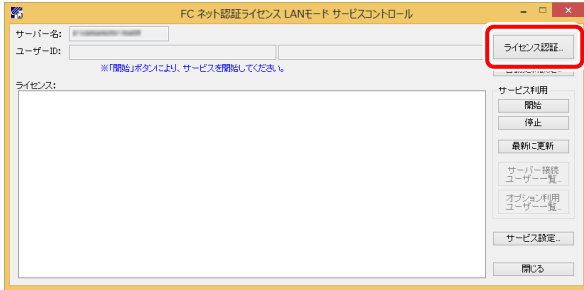 FC ネット認証ライセンス LANモード サービスコントロール
サーバー名:
ユーザーID:
※「開始」ボタンにより、サービスを開始してください。
ライセンス:
ライセンス認証...
サービス利用
開始
停止
最新に更新
サーバー接続
ユーザー一覧...
オプション利用
ユーザー一覧...
サービス設定...
閉じる